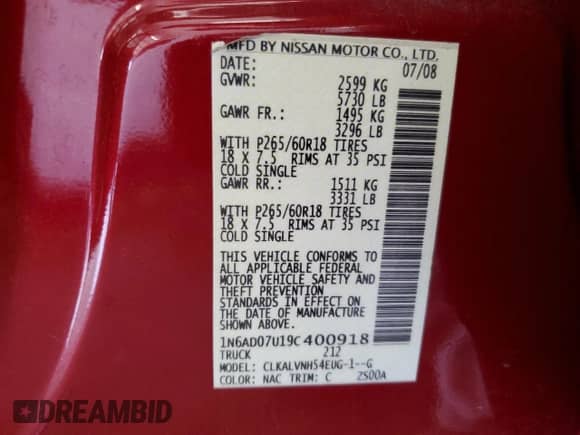 MFD BY NISSAN MOTOR CO., LTD.
DATE: 07/08
GVWR: 2599 KG
5730 LB
GAWR FR.: 1495 KG
3296 LB
WITH P265/60R18 TIRES
18 X 7.5 RIMS AT 35 PSI
COLD SINGLE
GAWR RR.: 1511 KG
3331 LB
WITH P265/60R18 TIRES
18 X 7.5 RIMS AT 35 PSI
COLD SINGLE
THIS VEHICLE CONFORMS TO
ALL APPLICABLE FEDERAL
MOTOR VEHICLE SAFETY AND
THEFT PREVENTION
STANDARDS IN EFFECT ON
THE DATE OF MANUFACTURE
SHOWN ABOVE.
1N6AD07U19C400918
TRUCK 212
MODEL: CLKALVNH54EUG-1--G
COLOR: NAC TRIM: C 2500A
DREAMBID